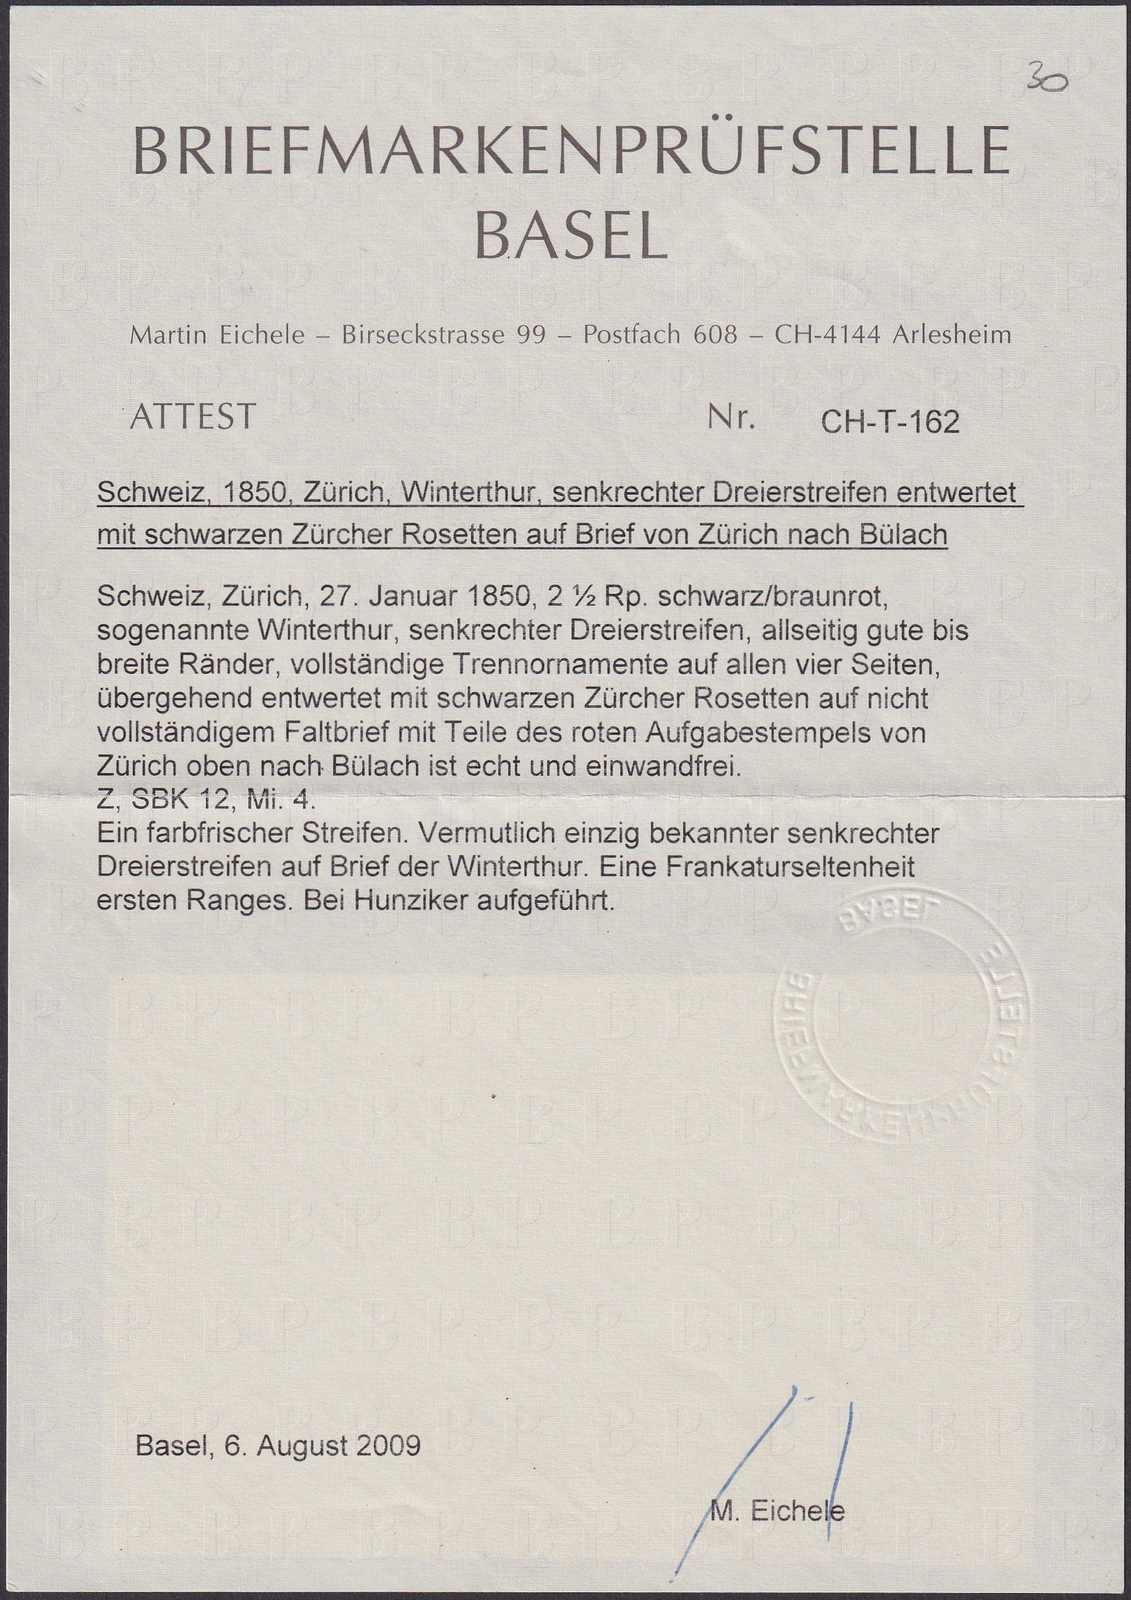 30
BRIEFMARKENPRÜFSTELLE
BASEL
Martin Eichele – Birseckstrasse 99 – Postfach 608 – CH-4144 Arlesheim
ATTEST Nr. CH-T-162
Schweiz, 1850, Zürich, Winterthur, senkrechter Dreierstreifen entwertet
mit schwarzen Zürcher Rosetten auf Brief von Zürich nach Bülach
Schweiz, Zürich, 27. Januar 1850, 2 ½ Rp. schwarz/braunrot,
sogenannte Winterthur, senkrechter Dreierstreifen, allseitig gute bis
breite Ränder, vollständige Trennornamente auf allen vier Seiten,
übergehend entwertet mit schwarzen Zürcher Rosetten auf nicht
vollständigem Faltbrief mit Teile des roten Aufgabestempels von
Zürich oben nach Bülach ist echt und einwandfrei.
Z, SBK 12, Mi. 4.
Ein farbfrischer Streifen. Vermutlich einzig bekannter senkrechter
Dreierstreifen auf Brief der Winterthur. Eine Frankaturseltenheit
ersten Ranges. Bei Hunziker aufgeführt.
BASEL
BRIEFMARKENPRÜFSTELLE
Basel, 6. August 2009
M. Eichele